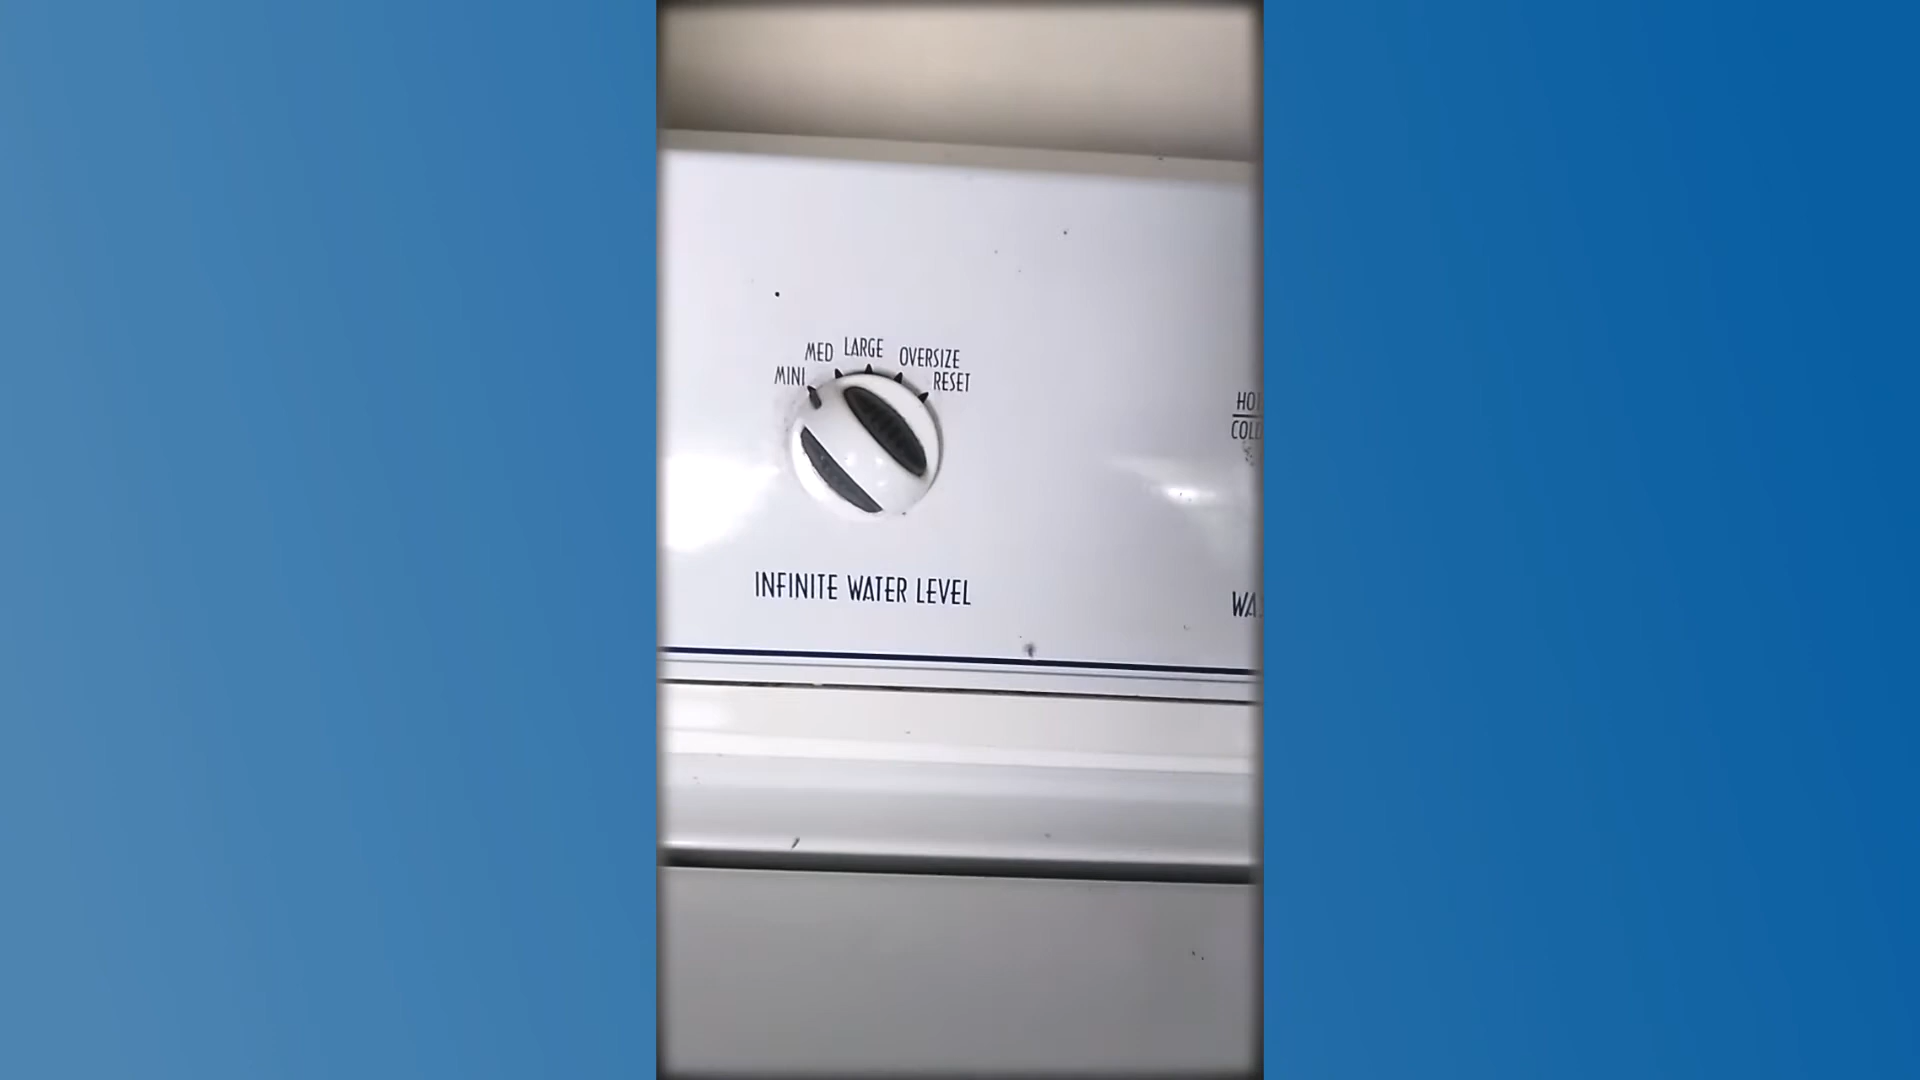 MINI
MED
LARGE
OVERSIZE
RESET
INFINITE WATER LEVEL